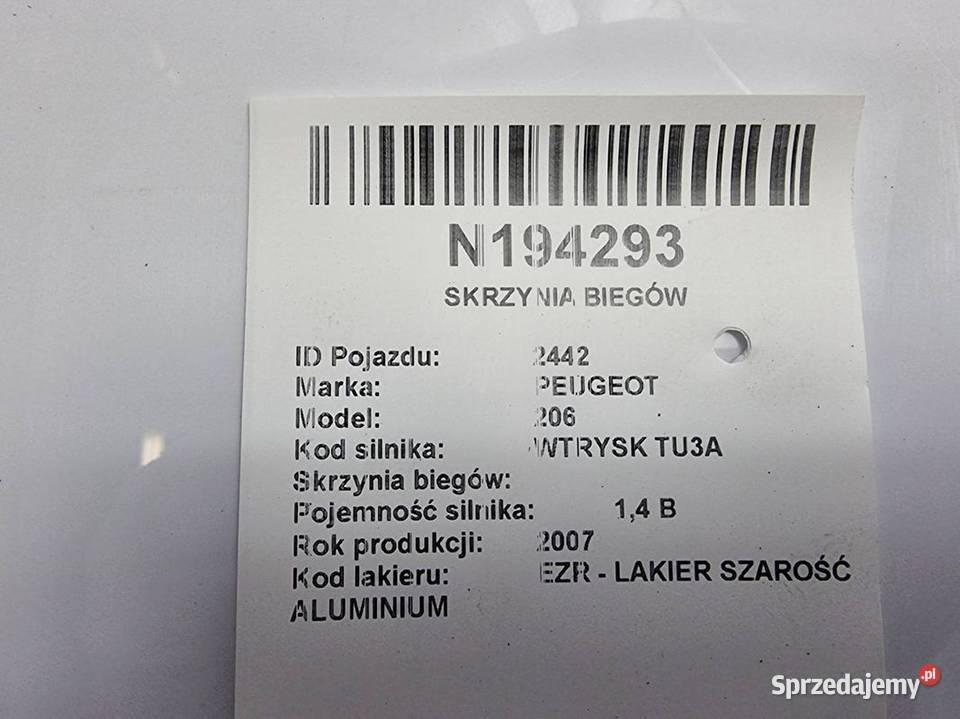 N194293
SKRZYNIA BIEGÓW
ID Pojazdu: 2442
Marka: PEUGEOT
Model: 206
Kod silnika: WTRYSK TU3A
Skrzynia biegów:
Pojemność silnika: 1,4 B
Rok produkcji: 2007
Kod lakieru: EZR - LAKIER SZAROŚĆ
ALUMINIUM
Sprzedajemy.pl